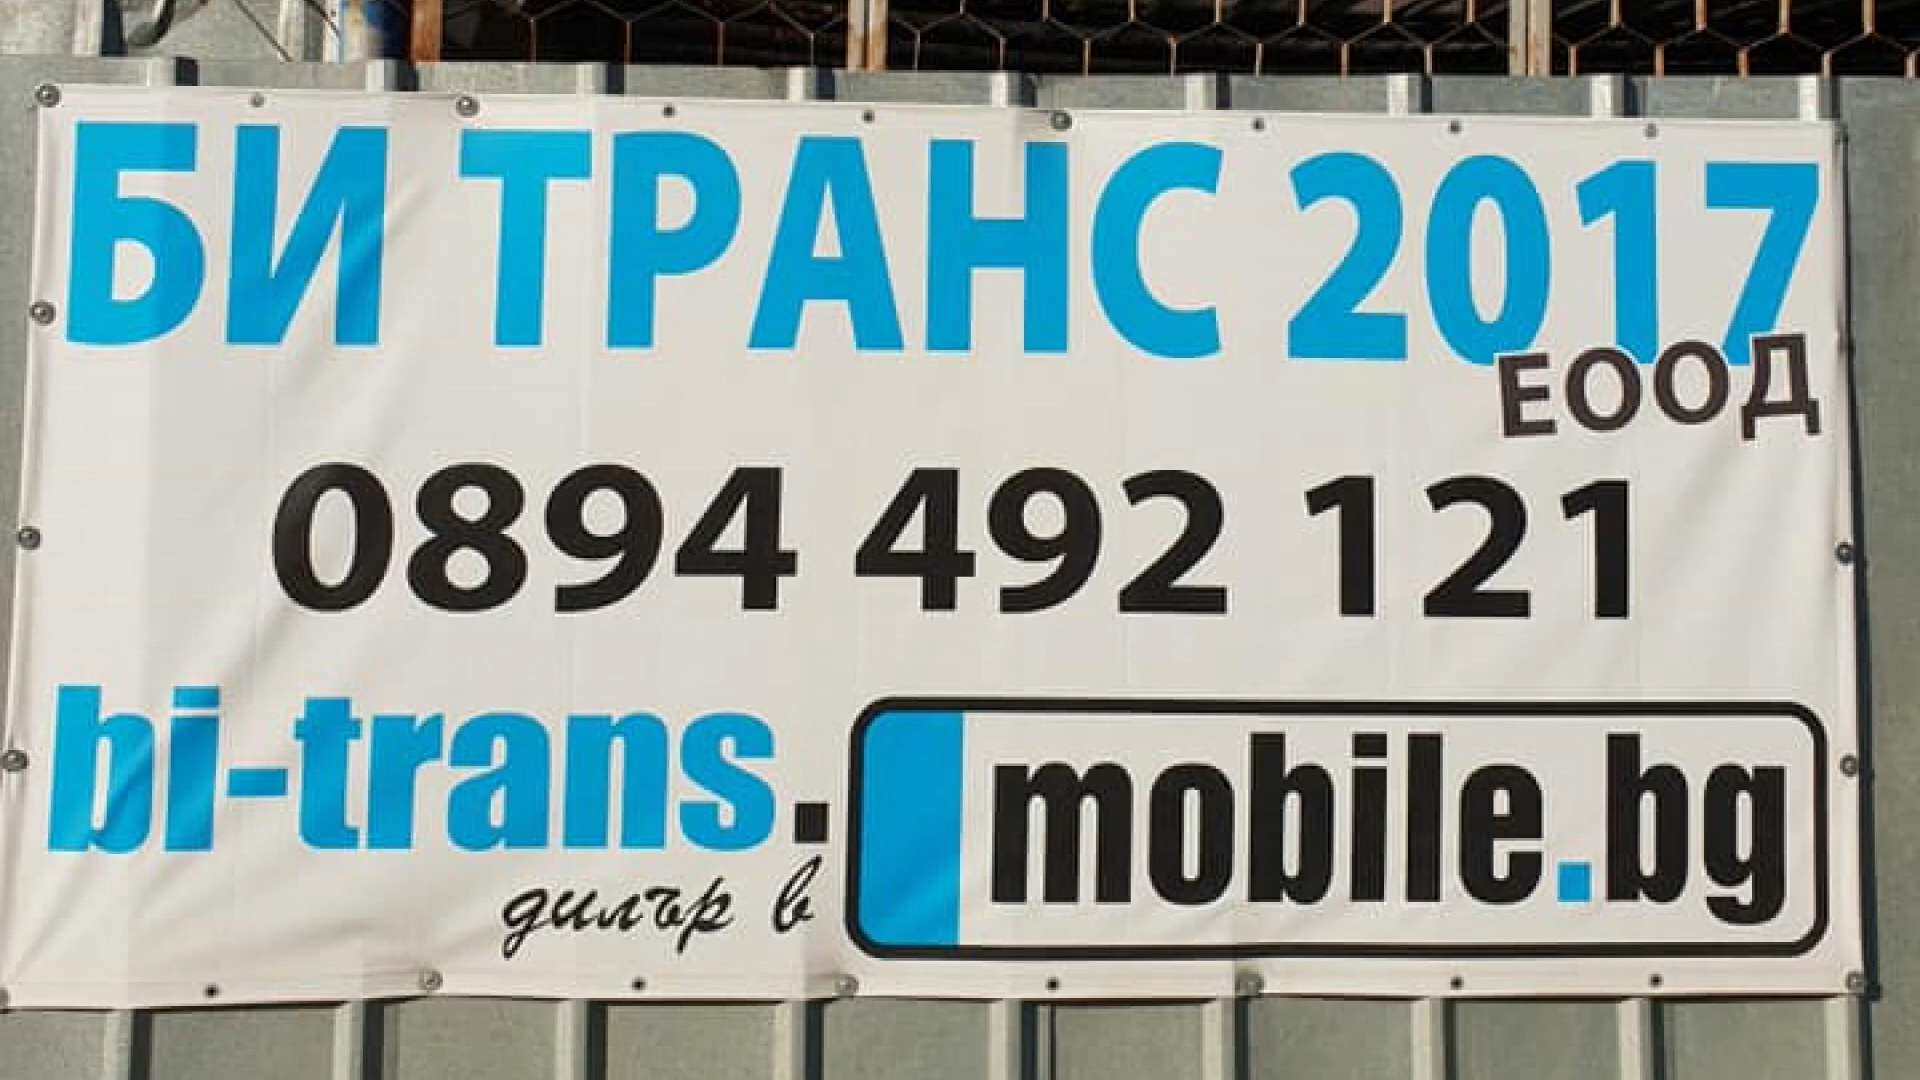 БИ ТРАНС 2017
ЕООД
0894 492 121
bi-trans.
дилър в
mobile.bg